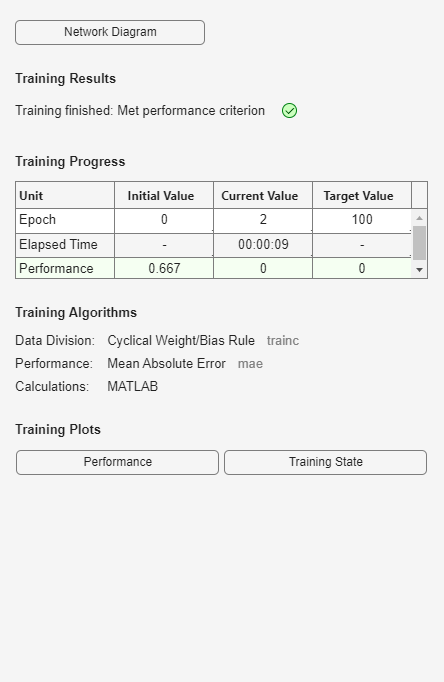 Network Diagram
Training Results
Training finished: Met performance criterion
Training Progress
Unit Initial Value Current Value Target Value
Epoch 0 2 100
Elapsed Time - 00:00:09 -
Performance 0.667 0 0
Training Algorithms
Data Division: Cyclical Weight/Bias Rule trainc
Performance: Mean Absolute Error mae
Calculations: MATLAB
Training Plots
Performance Training State